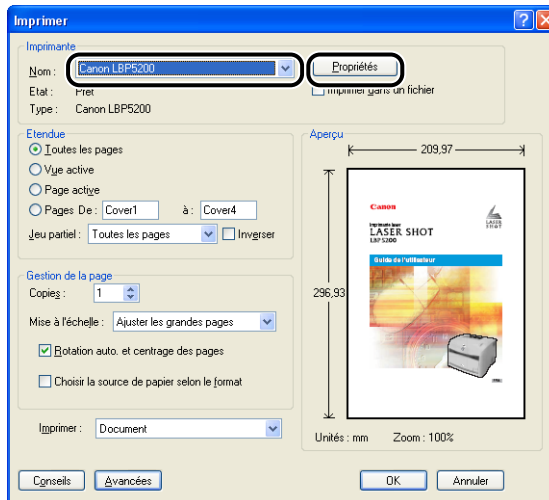 Imprimer
Imprimante
Nom : Canon LBP5200 Propriétés
Etat : Prêt Imprimer dans un fichier
Type : Canon LBP5200
Etendue
Toutes les pages
Vue active
Page active
Pages De : Cover1 à : Cover4
Jeu partiel : Toutes les pages Inverser
Gestion de la page
Copies : 1
Mise à l'échelle : Ajuster les grandes pages
Rotation auto. et centrage des pages
Choisir la source de papier selon le format
Imprimer : Document
Aperçu
209,97
296,93
Canon
Imprimante laser
LASER SHOT
LBP5200
LASER SHOT
Guide de l'utilisateur
Unités : mm Zoom : 100%
Conseils Avancées OK Annuler